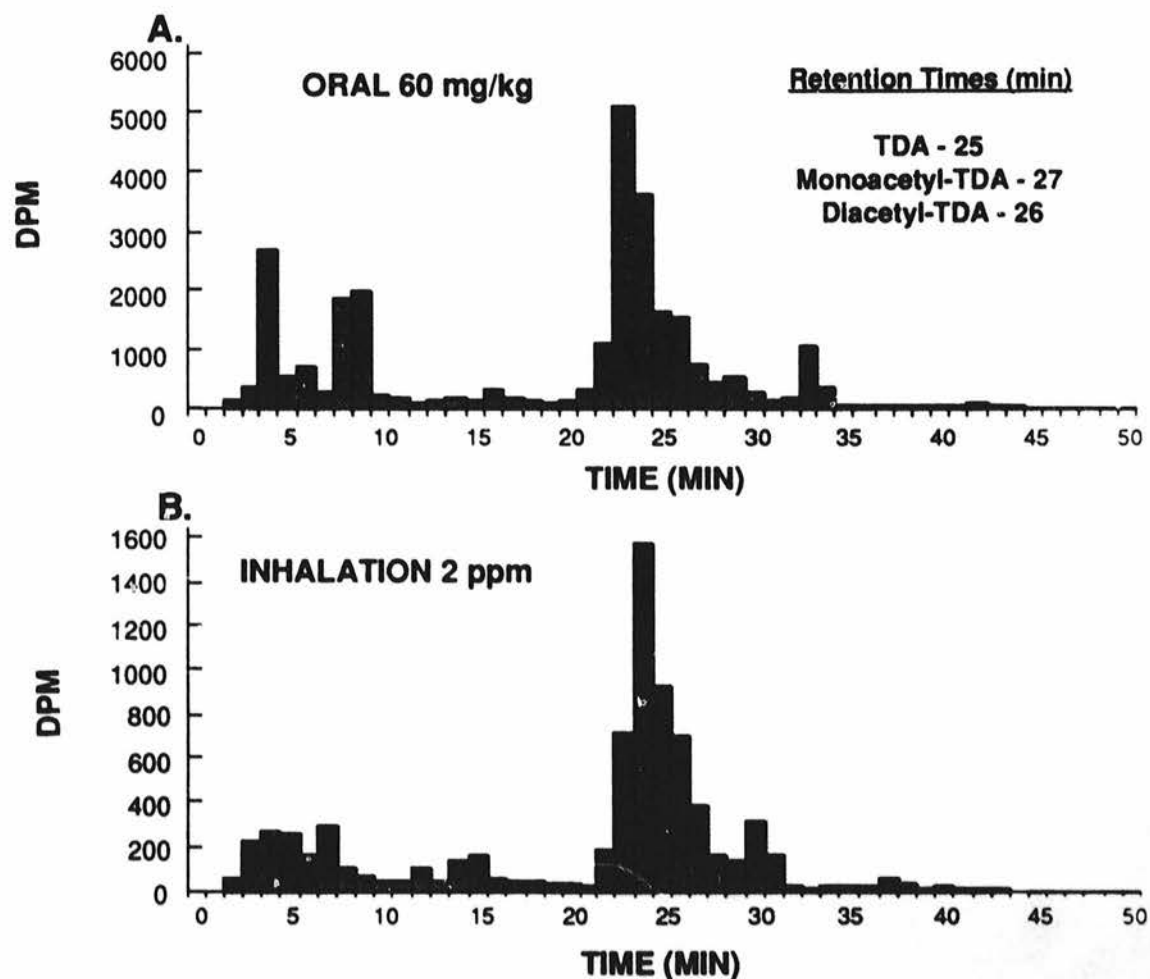 A.
6000
5000
4000
3000
2000
1000
0
DPM
ORAL 60 mg/kg
Retention Times (min)
TDA - 25
Monoacetyl-TDA - 27
Diacetyl-TDA - 26
0 5 10 15 20 25 30 35 40 45 50
TIME (MIN)
B.
1600
1400
1200
1000
800
600
400
200
0
DPM
INHALATION 2 ppm
0 5 10 15 20 25 30 35 40 45 50
TIME (MIN)